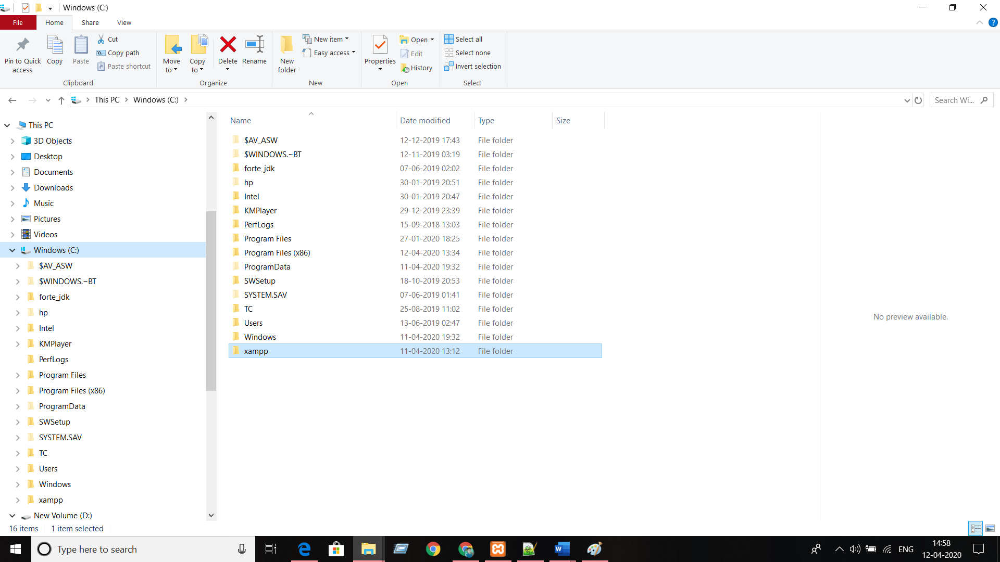 Windows (C:)
File Home Share View
Pin to Quick access
Copy
Paste
Cut
Copy path
Paste shortcut
Clipboard
Move to
Copy to
Delete
Rename
Organize
New folder
New item
Easy access
New
Properties
Open
Edit
History
Open
Select all
Select none
Invert selection
Select
This PC Windows (C:)
Search Wi...
This PC
3D Objects
Desktop
Documents
Downloads
Music
Pictures
Videos
Windows (C:)
$AV_ASW
$WINDOWS.~BT
forte_jdk
hp
Intel
KMPlayer
PerfLogs
Program Files
Program Files (x86)
ProgramData
SWSetup
SYSTEM.SAV
TC
Users
Windows
xampp
New Volume (D:)
Name Date modified Type Size
$AV_ASW 12-12-2019 17:43 File folder
$WINDOWS.~BT 12-11-2019 03:19 File folder
forte_jdk 07-06-2019 02:02 File folder
hp 30-01-2019 20:51 File folder
Intel 30-01-2019 20:47 File folder
KMPlayer 29-12-2019 23:39 File folder
PerfLogs 15-09-2018 13:03 File folder
Program Files 27-01-2020 18:25 File folder
Program Files (x86) 12-04-2020 13:34 File folder
ProgramData 11-04-2020 19:32 File folder
SWSetup 18-10-2019 20:53 File folder
SYSTEM.SAV 07-06-2019 01:41 File folder
TC 25-08-2019 11:02 File folder
Users 13-06-2019 02:47 File folder
Windows 11-04-2020 19:32 File folder
xampp 11-04-2020 13:12 File folder
No preview available.
16 items 1 item selected
Type here to search
ENG
14:58
12-04-2020